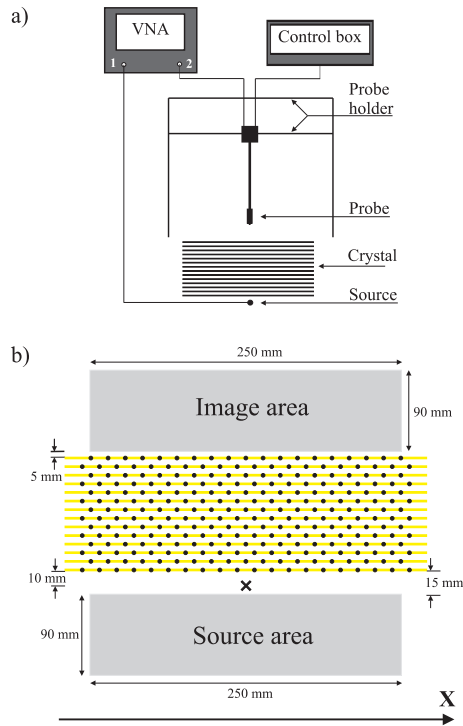 a)
VNA
1 2
Control box
Probe
holder
Probe
Crystal
Source
b)
250 mm
Image area
90 mm
5 mm
10 mm
15 mm
90 mm
Source area
250 mm
X